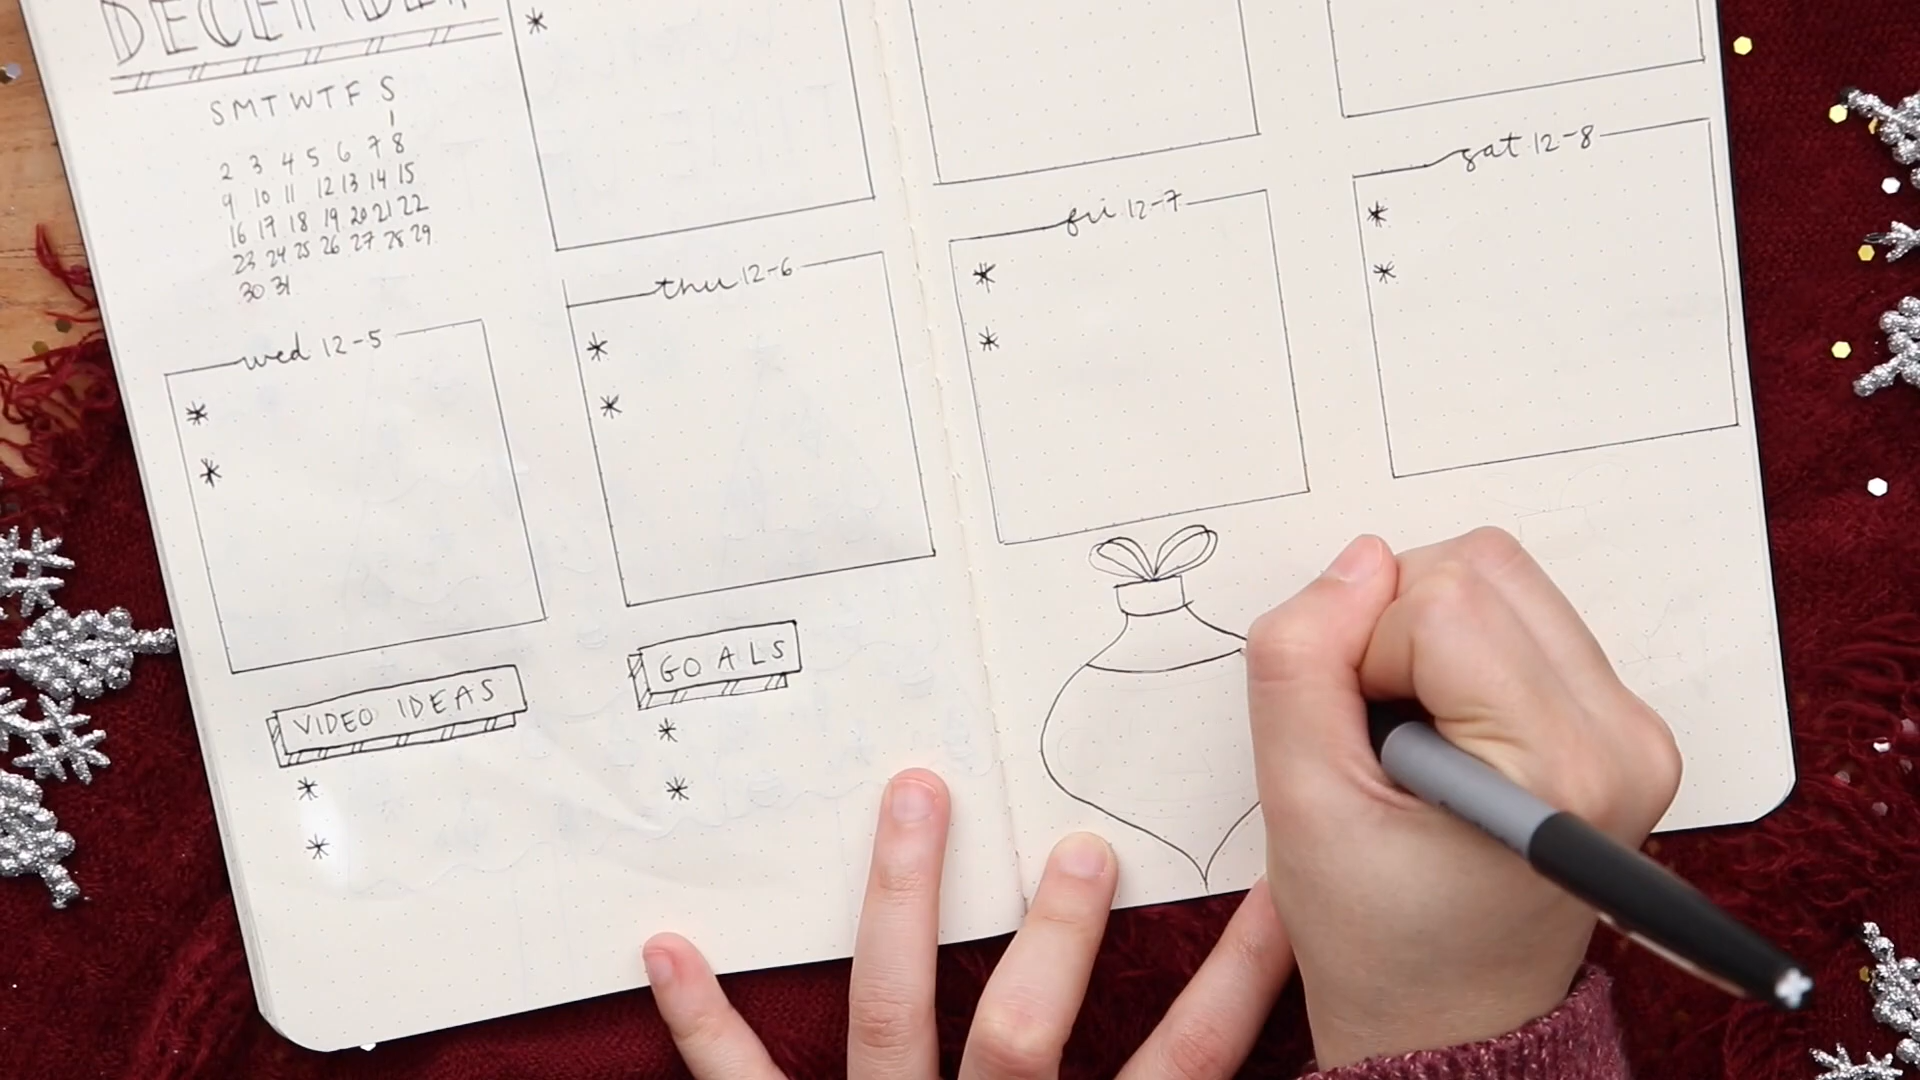 DECEMBER
S M T W T F S
1
2 3 4 5 6 7 8
9 10 11 12 13 14 15
16 17 18 19 20 21 22
23 24 25 26 27 28 29
30 31
wed 12-5
*
*
thu 12-6
*
*
fri 12-7
*
*
sat 12-8
*
*
VIDEO IDEAS
*
*
GOALS
*
*